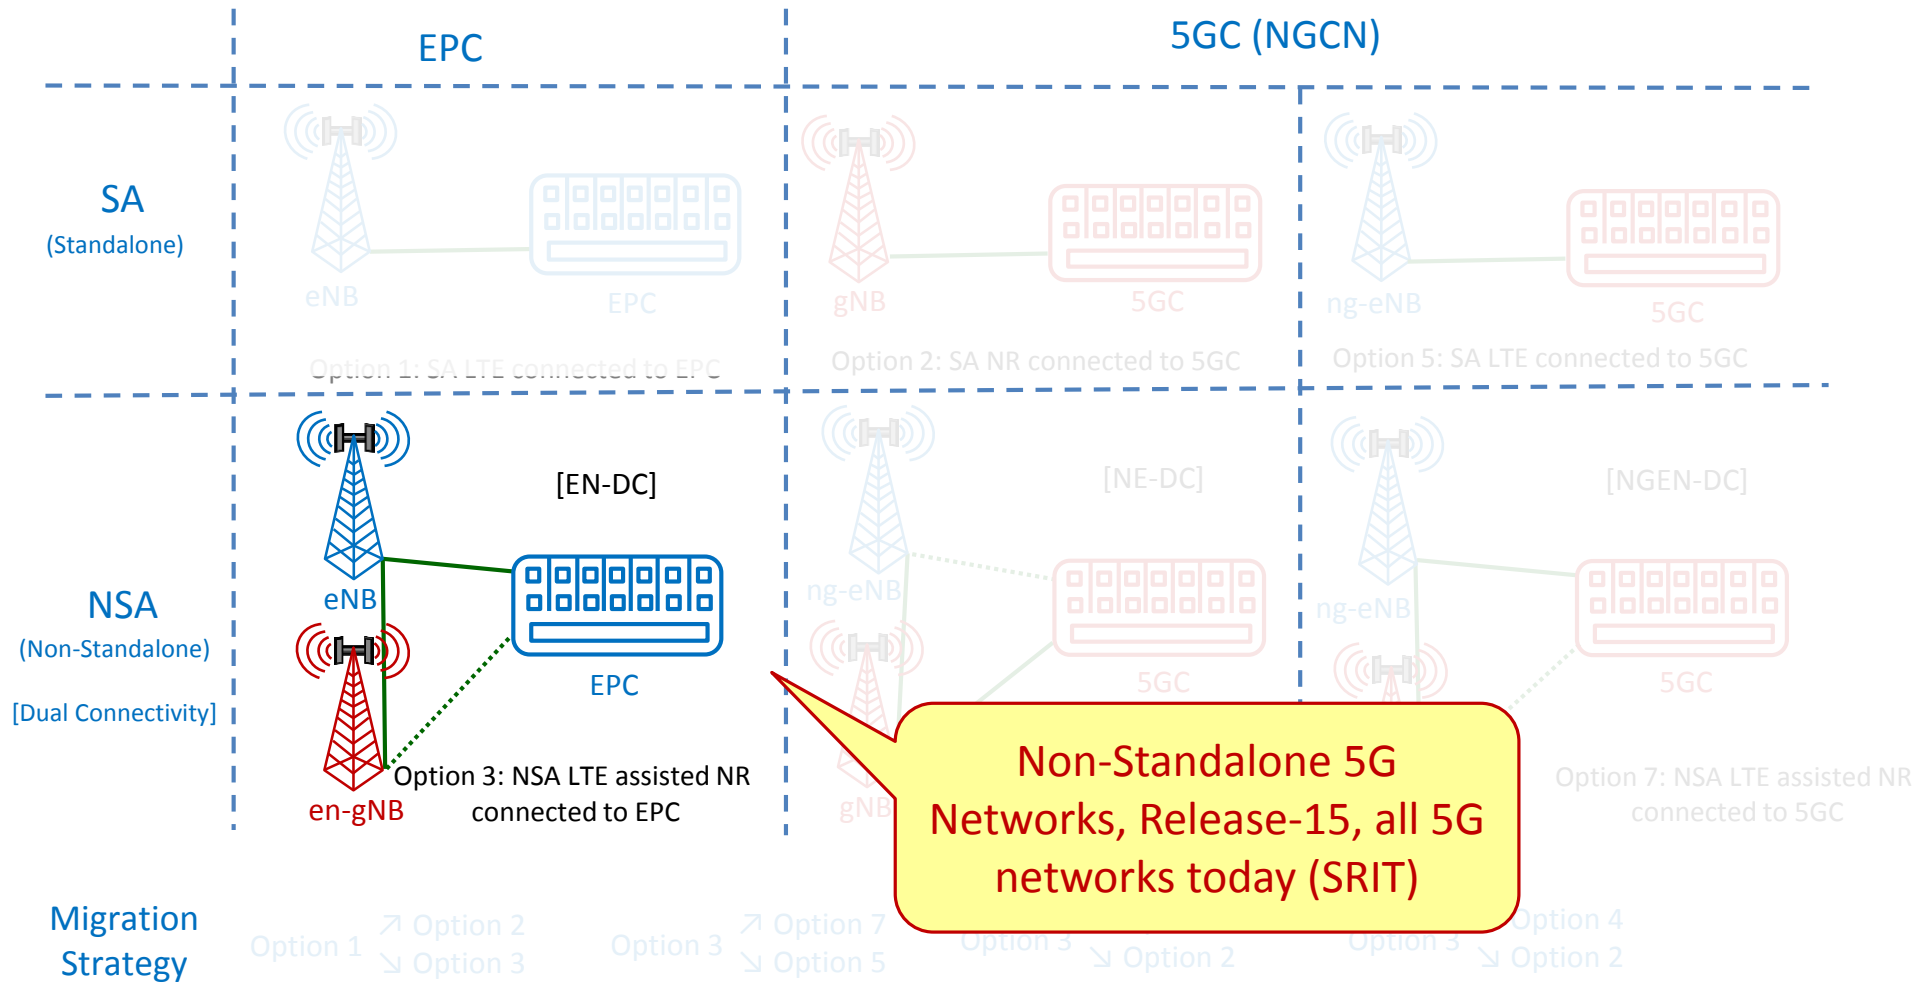 EPC
5GC (NGCN)
SA
(Standalone)
eNB
EPC
Option 1: SA LTE connected to EPC
gNB
5GC
Option 2: SA NR connected to 5GC
ng-eNB
5GC
Option 5: SA LTE connected to 5GC
NSA
(Non-Standalone)
[Dual Connectivity]
[EN-DC]
eNB
EPC
en-gNB
Option 3: NSA LTE assisted NR
connected to EPC
[NE-DC]
ng-eNB
5GC
gNB
[NGEN-DC]
ng-eNB
5GC
Option 7: NSA LTE assisted NR
connected to 5GC
Non-Standalone 5G
Networks, Release-15, all 5G
networks today (SRIT)
Migration
Strategy
Option 1
↗ Option 2
↘ Option 3
Option 3
↗ Option 7
↘ Option 5
Option 3
↘ Option 2
Option 3
Option 4
↘ Option 2